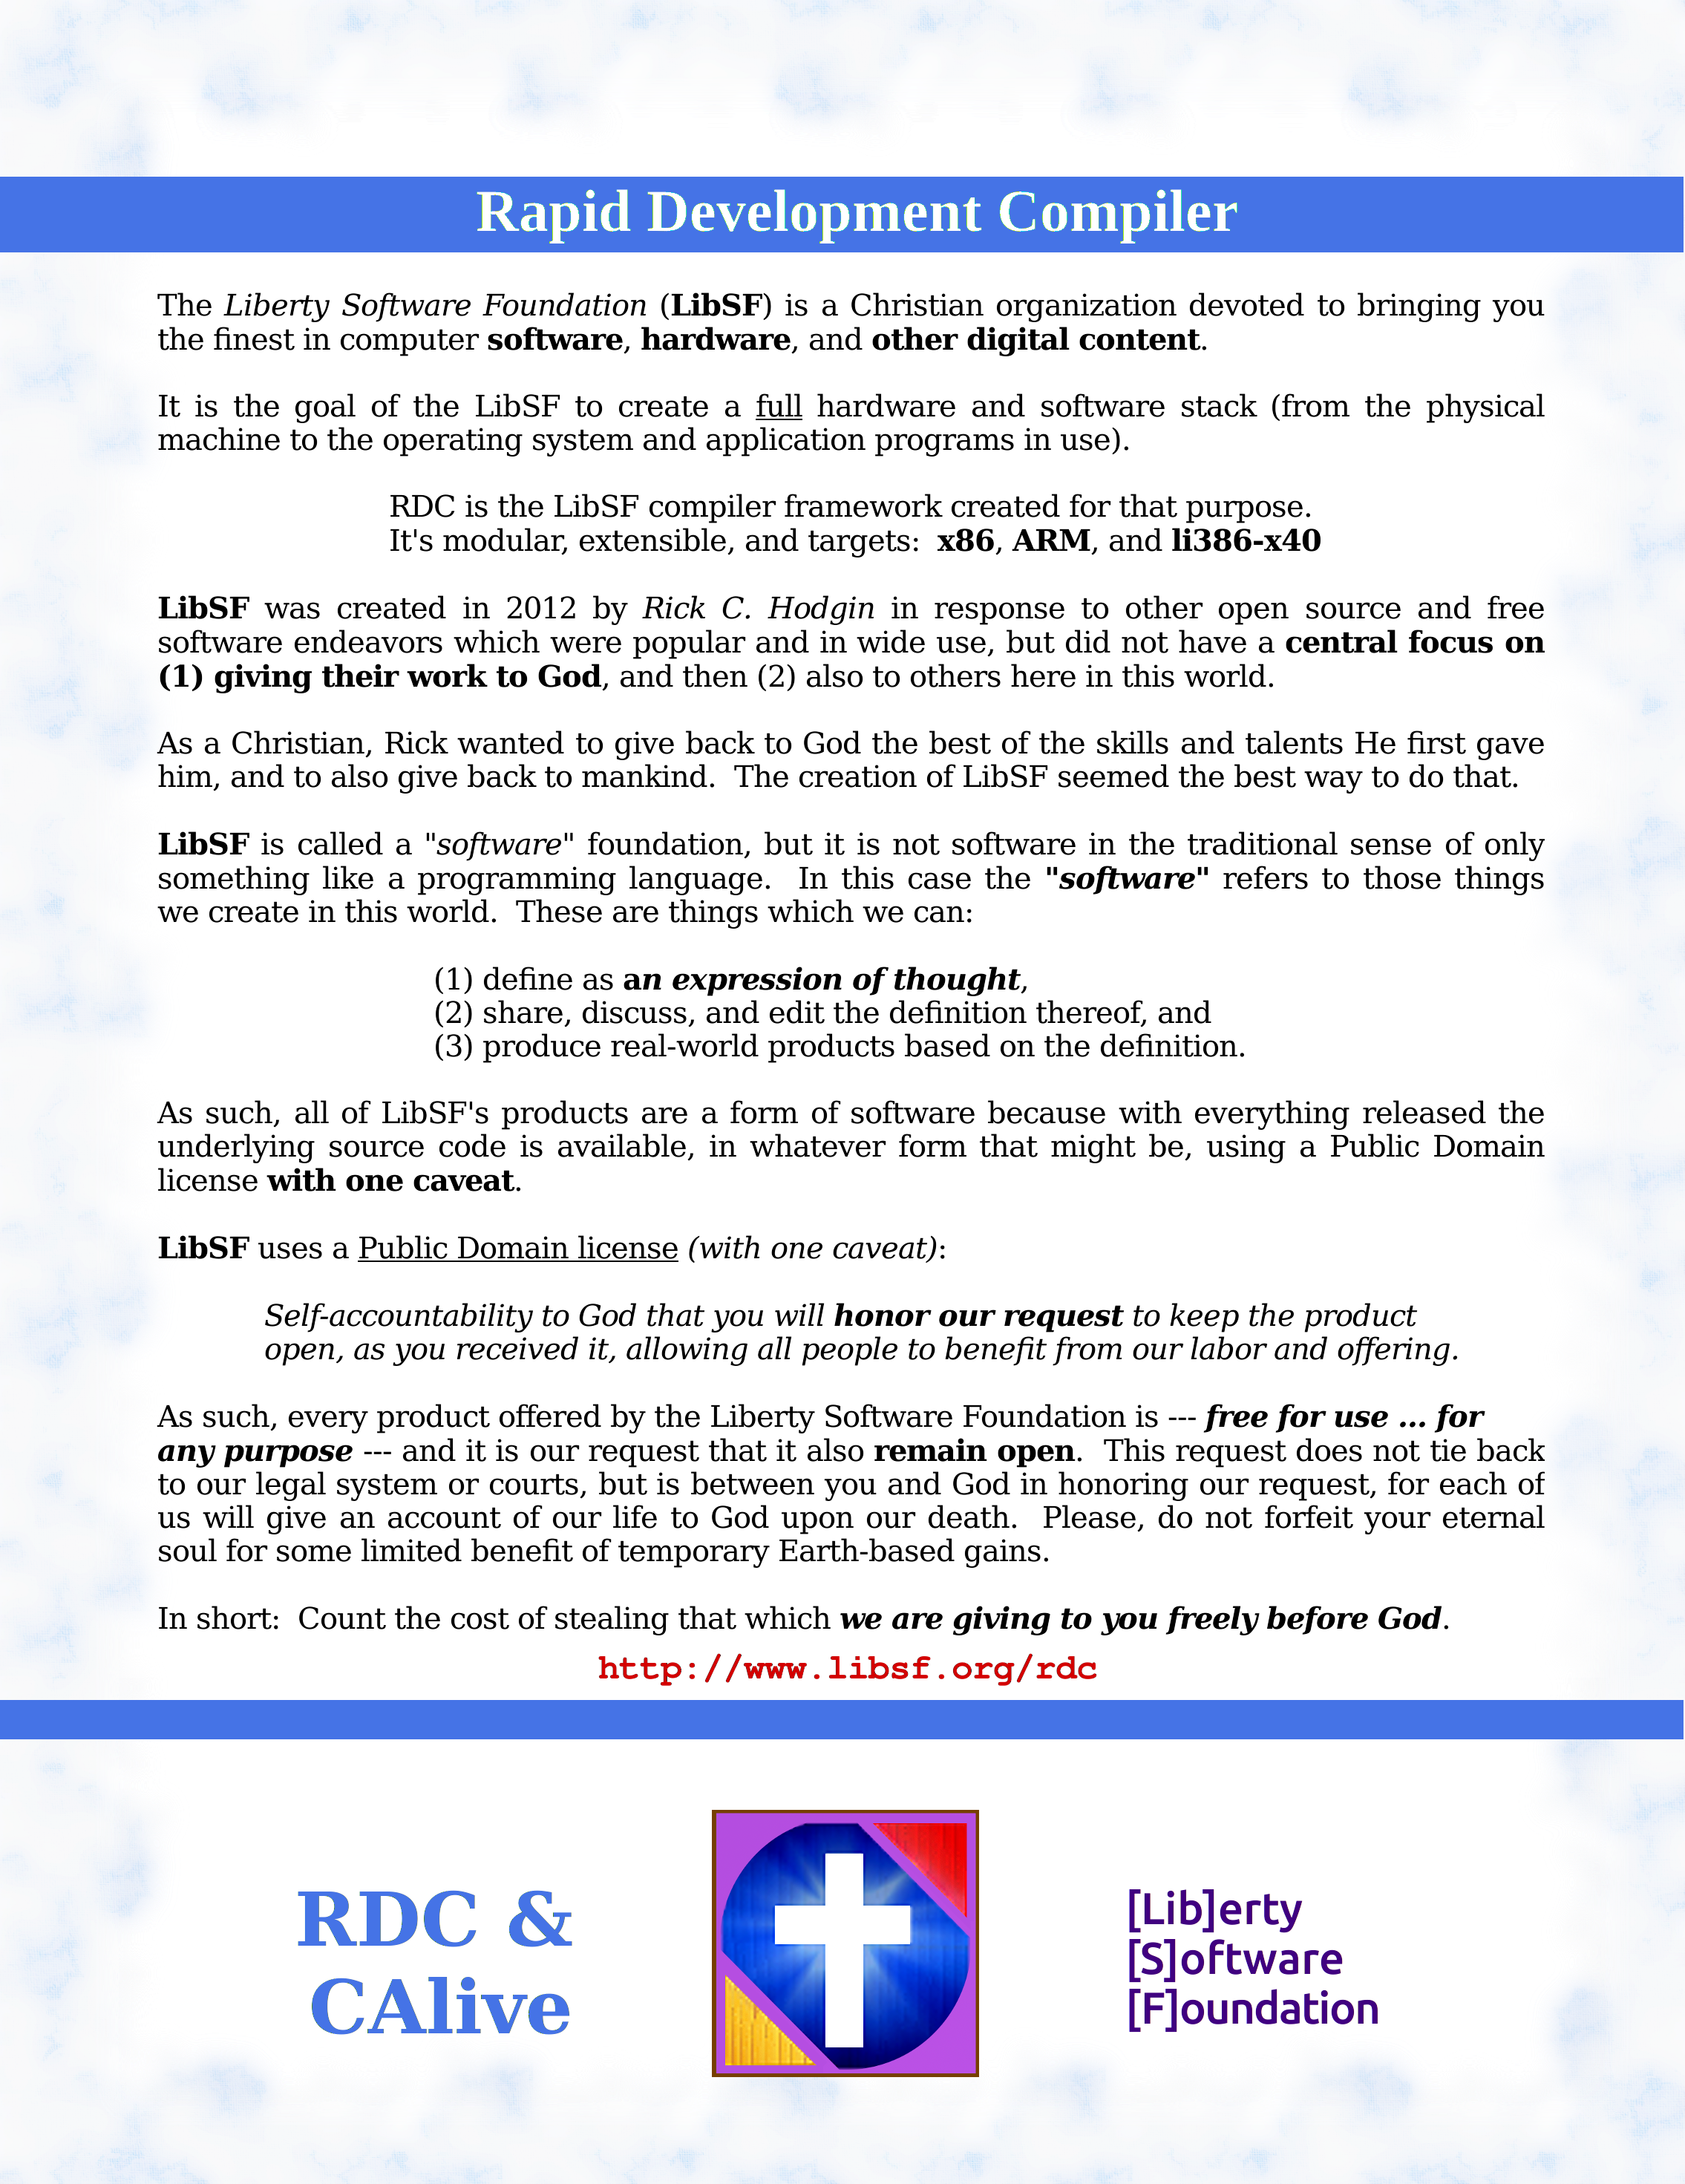 Rapid Development Compiler
The Liberty Software Foundation (LibSF) is a Christian organization devoted to bringing you
the finest in computer software, hardware, and other digital content.
It is the goal of the LibSF to create a full hardware and software stack (from the physical
machine to the operating system and application programs in use).
RDC is the LibSF compiler framework created for that purpose.
It's modular, extensible, and targets:  x86, ARM, and li386-x40
LibSF was created in 2012 by Rick C. Hodgin in response to other open source and free
software endeavors which were popular and in wide use, but did not have a central focus on
(1) giving their work to God, and then (2) also to others here in this world.
As a Christian, Rick wanted to give back to God the best of the skills and talents He first gave
him, and to also give back to mankind.  The creation of LibSF seemed the best way to do that.
LibSF is called a "software" foundation, but it is not software in the traditional sense of only
something like a programming language.  In this case the "software" refers to those things
we create in this world.  These are things which we can:
(1) define as an expression of thought,
(2) share, discuss, and edit the definition thereof, and
(3) produce real-world products based on the definition.
As such, all of LibSF's products are a form of software because with everything released the
underlying source code is available, in whatever form that might be, using a Public Domain
license with one caveat.
LibSF uses a Public Domain license (with one caveat):
Self-accountability to God that you will honor our request to keep the product
open, as you received it, allowing all people to benefit from our labor and offering.
As such, every product offered by the Liberty Software Foundation is --- free for use ... for
any purpose --- and it is our request that it also remain open.  This request does not tie back
to our legal system or courts, but is between you and God in honoring our request, for each of
us will give an account of our life to God upon our death.  Please, do not forfeit your eternal
soul for some limited benefit of temporary Earth-based gains.
In short:  Count the cost of stealing that which we are giving to you freely before God.
http://www.libsf.org/rdc
RDC &
CAlive
[Lib]erty
[S]oftware
[F]oundation